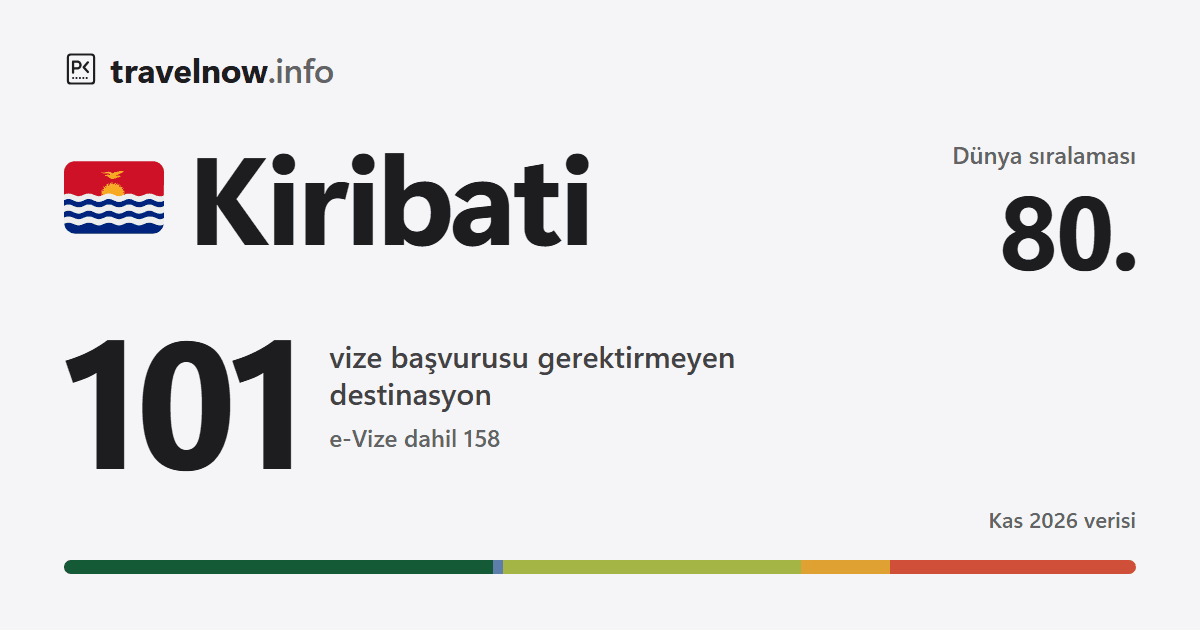 travelnow.info
Kiribati
Dünya sıralaması
80.
101
vize başvurusu gerektirmeyen
destinasyon
e-Vize dahil 158
Kas 2026 verisi